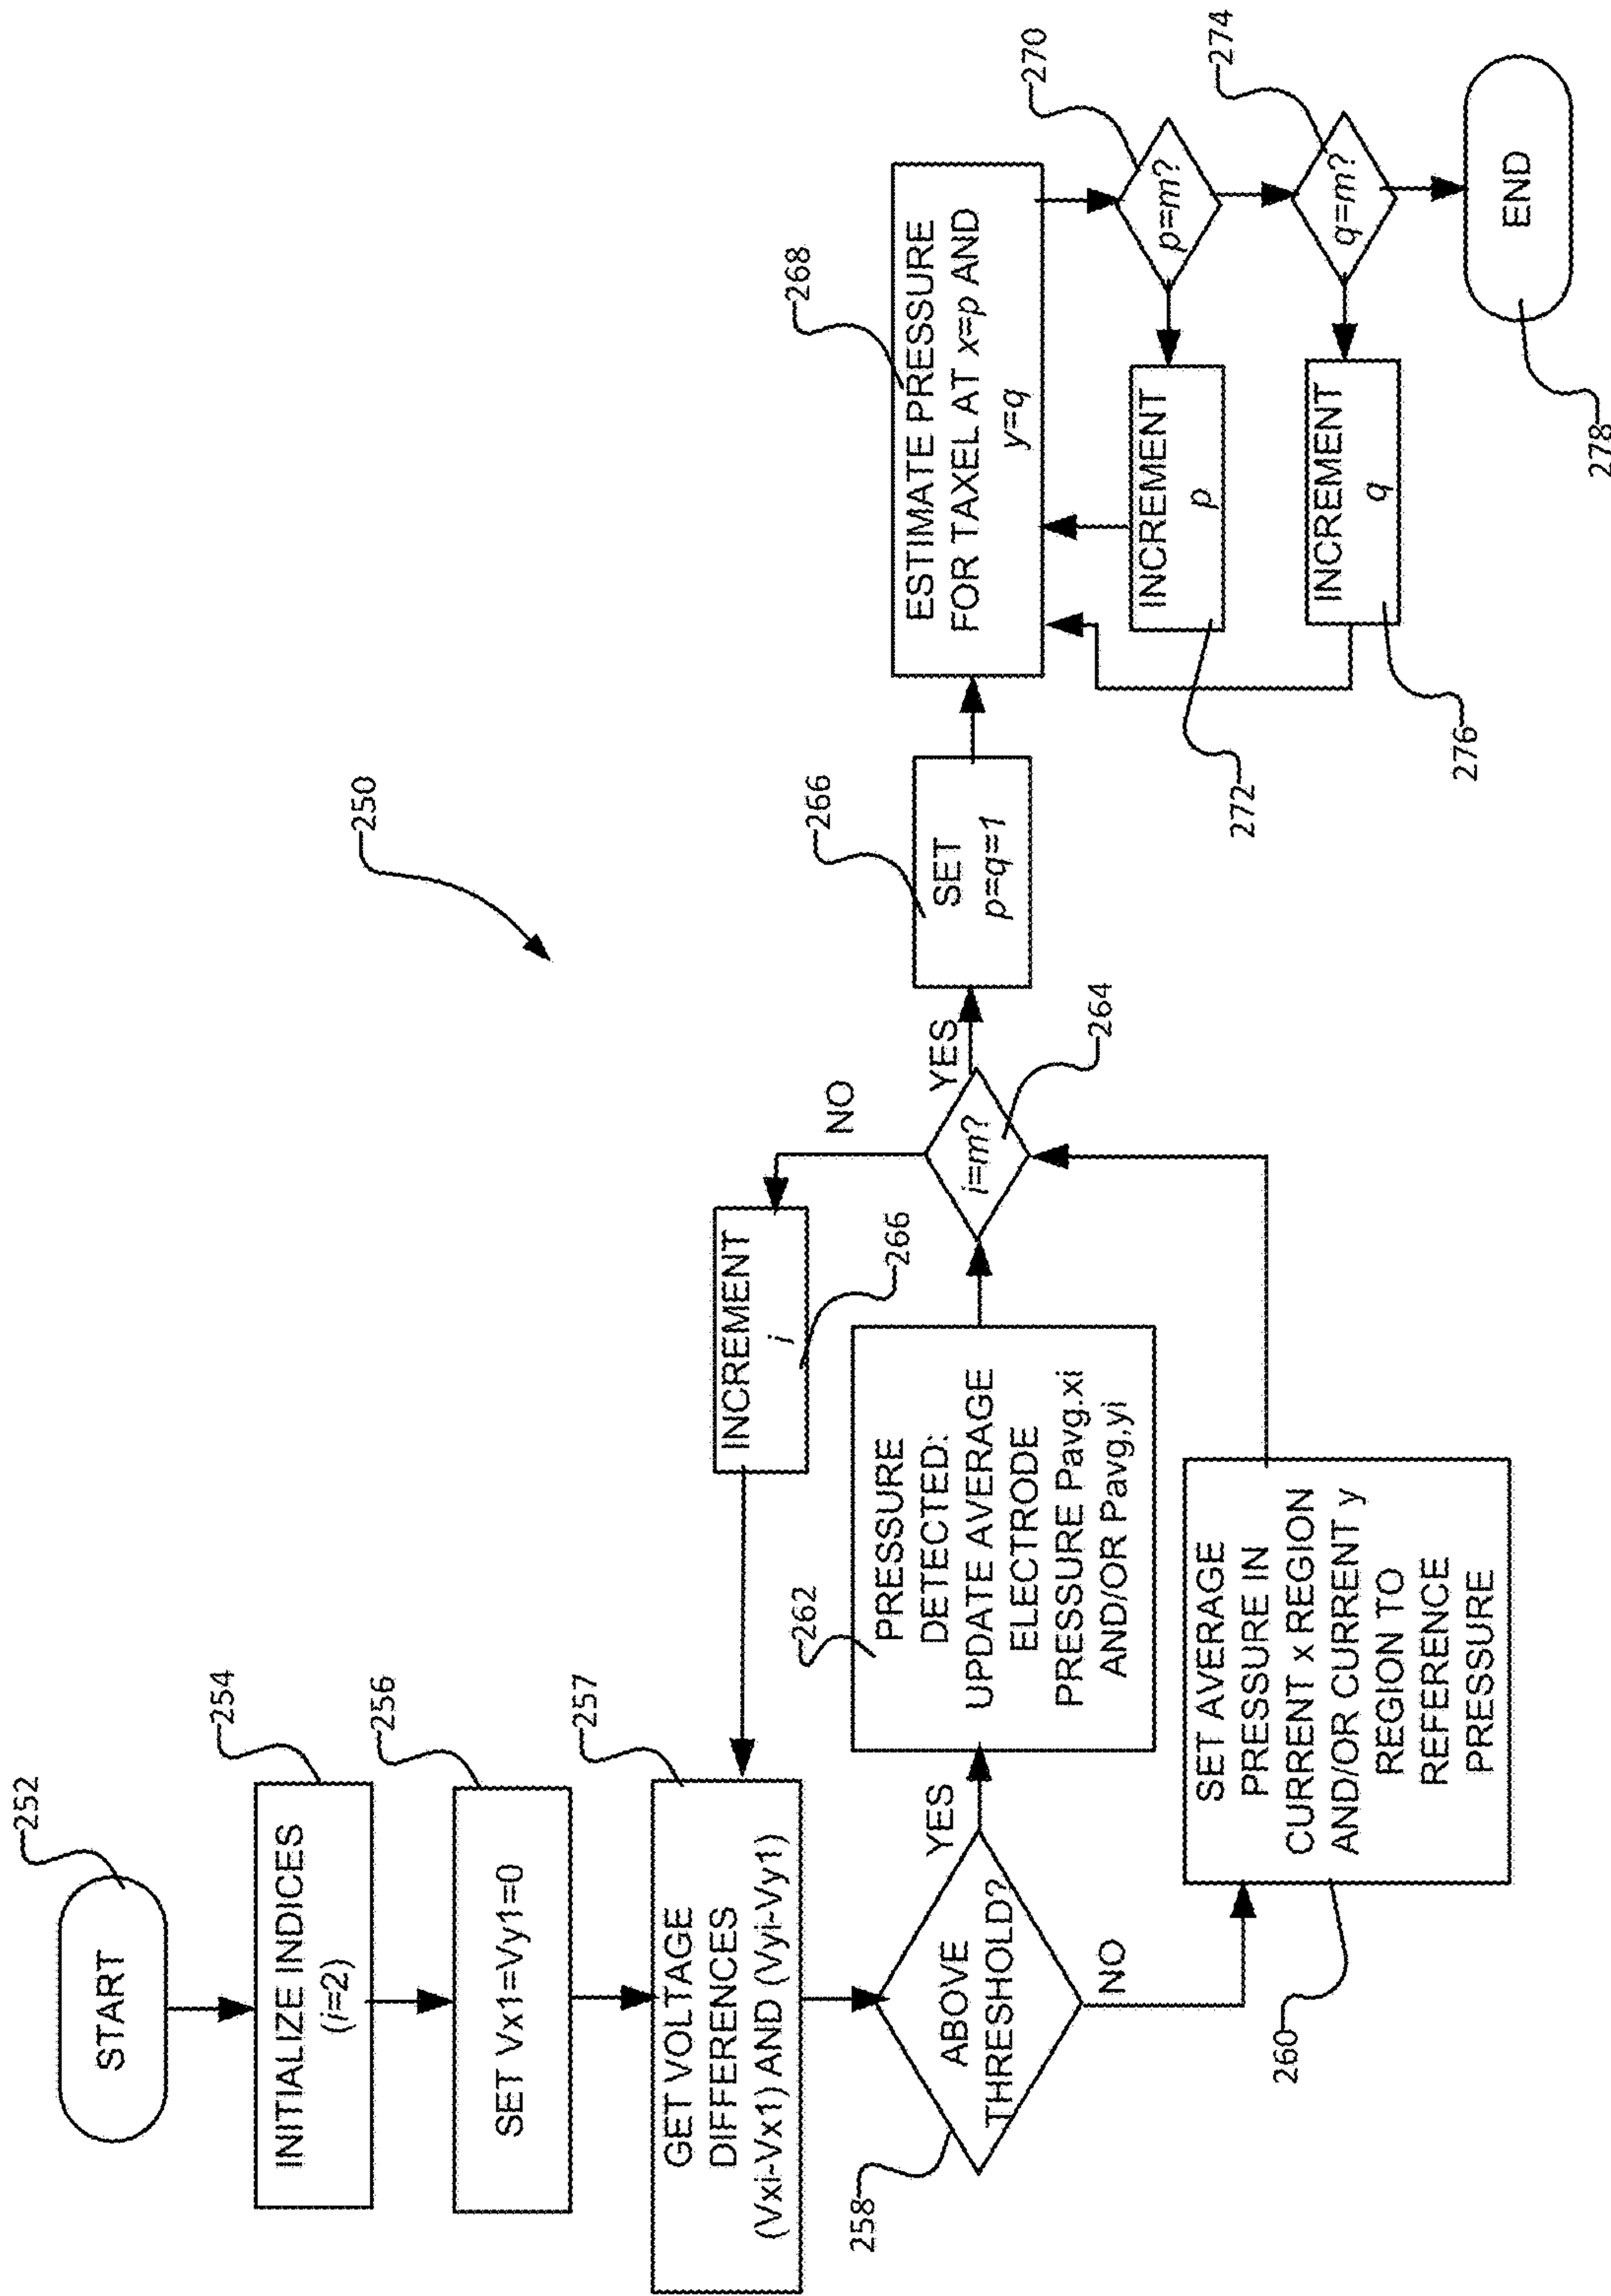 250
252
START
254
INITIALIZE INDICES
(i=2)
256
SET Vx1=Vy1=0
257
GET VOLTAGE
DIFFERENCES
(Vxi-Vx1) AND (Vyi-Vy1)
258
ABOVE
THRESHOLD?
YES
NO
260
SET AVERAGE
PRESSURE IN
CURRENT x REGION
AND/OR CURRENT y
REGION TO
REFERENCE
PRESSURE
262
PRESSURE
DETECTED:
UPDATE AVERAGE
ELECTRODE
PRESSURE Pavg.xi
AND/OR Pavg,yi
264
i=m?
NO
YES
INCREMENT
i
266
266
SET
p=q=1
268
ESTIMATE PRESSURE
FOR TAXEL AT x=p AND
y=q
270
p=m?
INCREMENT
p
272
274
q=m?
INCREMENT
q
276
END
278